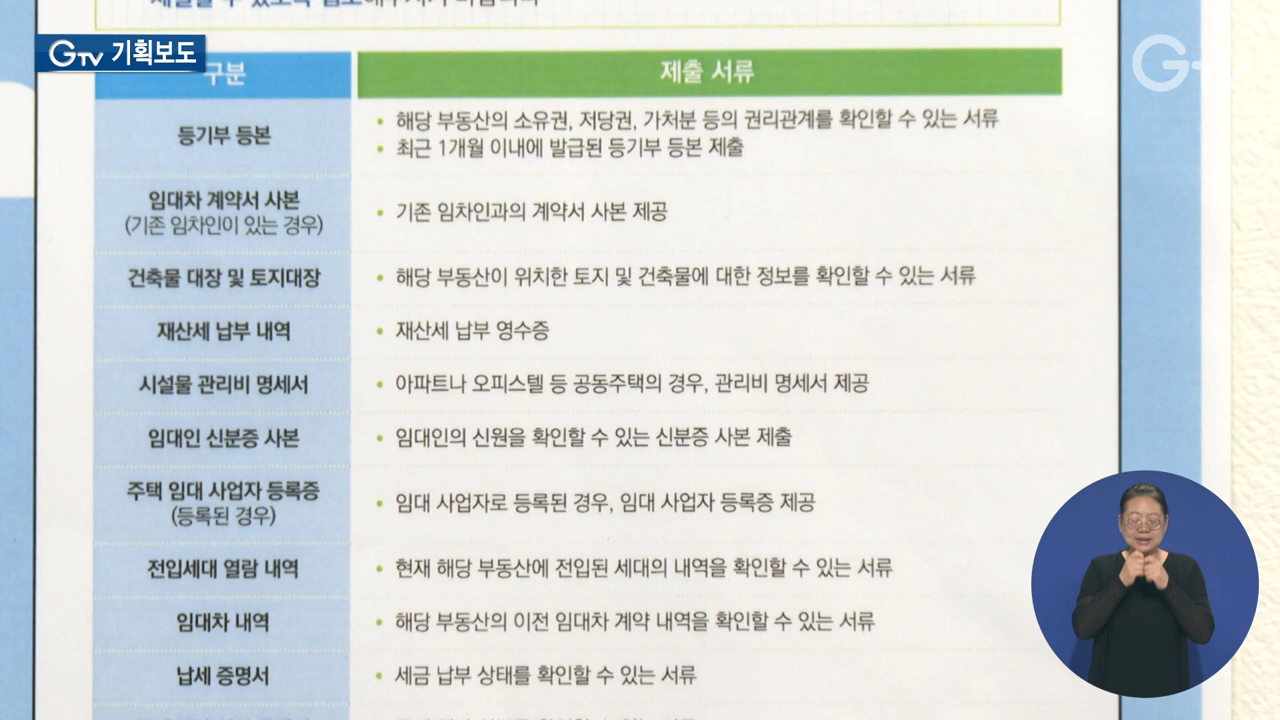 GTV 기획보도
GTV
구분
제출 서류
등기부 등본
• 해당 부동산의 소유권, 저당권, 가처분 등의 권리관계를 확인할 수 있는 서류
• 최근 1개월 이내에 발급된 등기부 등본 제출
임대차 계약서 사본
(기존 임차인이 있는 경우)
• 기존 임차인과의 계약서 사본 제공
건축물 대장 및 토지대장
• 해당 부동산이 위치한 토지 및 건축물에 대한 정보를 확인할 수 있는 서류
재산세 납부 내역
• 재산세 납부 영수증
시설물 관리비 명세서
• 아파트나 오피스텔 등 공동주택의 경우, 관리비 명세서 제공
임대인 신분증 사본
• 임대인의 신원을 확인할 수 있는 신분증 사본 제출
주택 임대 사업자 등록증
(등록된 경우)
• 임대 사업자로 등록된 경우, 임대 사업자 등록증 제공
전입세대 열람 내역
• 현재 해당 부동산에 전입된 세대의 내역을 확인할 수 있는 서류
임대차 내역
• 해당 부동산의 이전 임대차 계약 내역을 확인할 수 있는 서류
납세 증명서
• 세금 납부 상태를 확인할 수 있는 서류